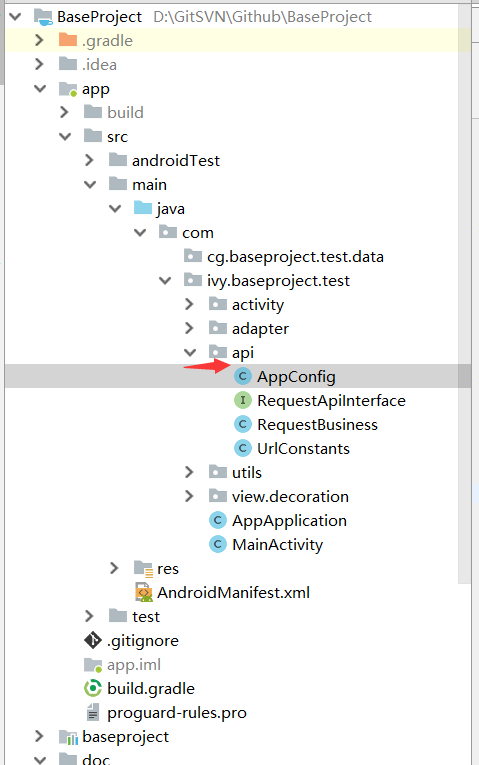 BaseProject D:\GitSVN\Github\BaseProject
.gradle
.idea
app
build
src
androidTest
main
java
com
cg.baseproject.test.data
ivy.baseproject.test
activity
adapter
api
C AppConfig
I RequestApiInterface
C RequestBusiness
C UrlConstants
utils
view.decoration
C AppApplication
C MainActivity
res
AndroidManifest.xml
test
.gitignore
app.iml
build.gradle
proguard-rules.pro
baseproject
doc